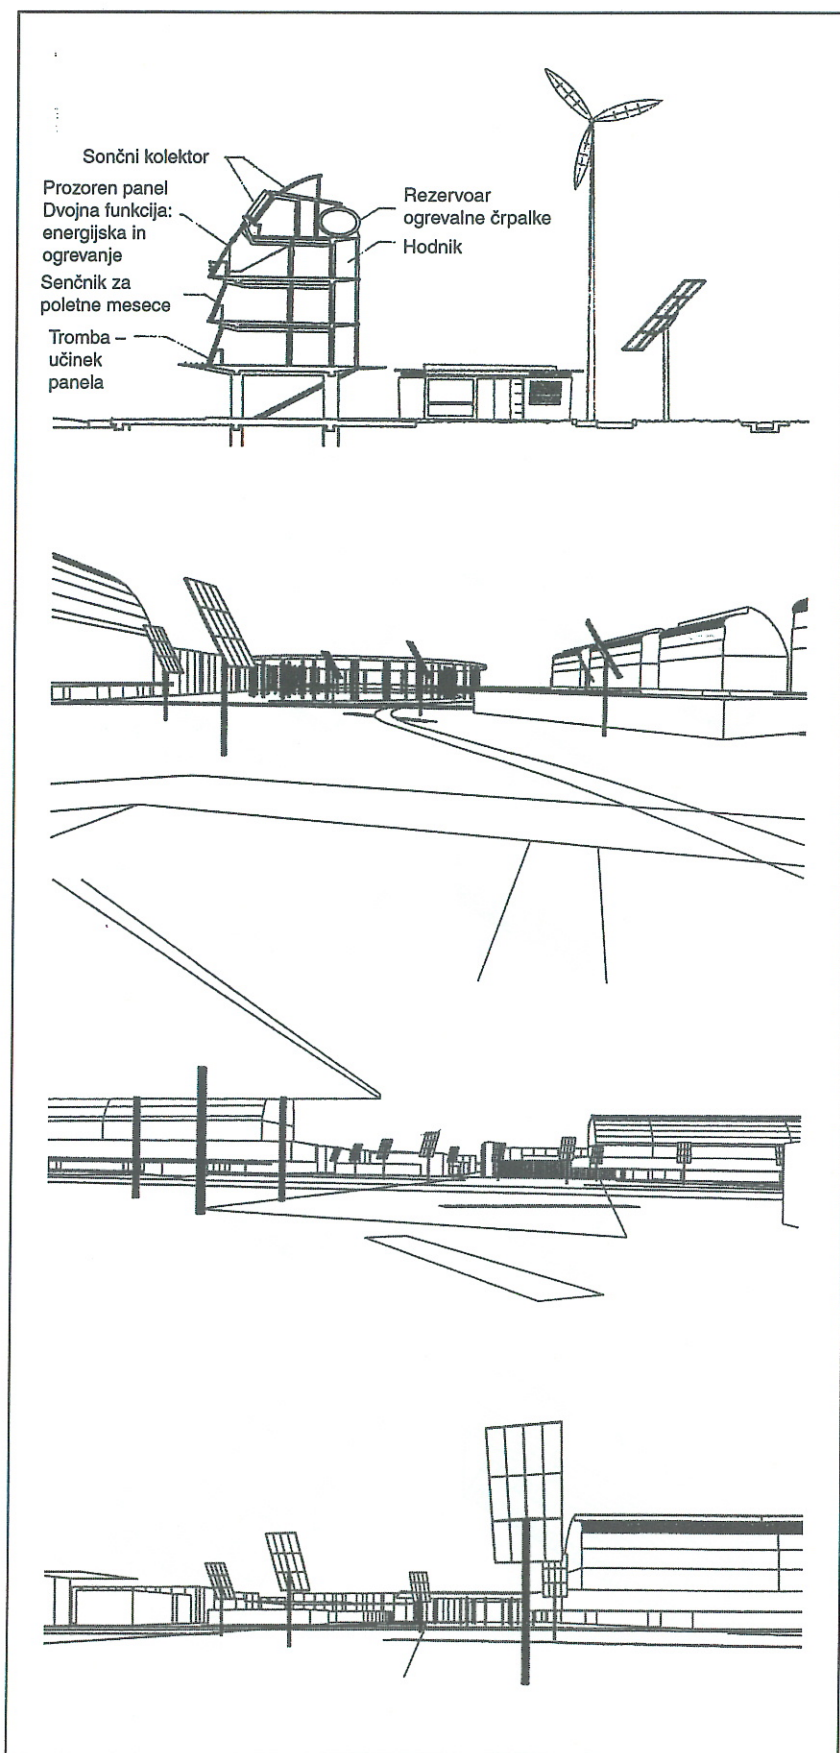 Sončni kolektor
Prozoren panel
Dvojna funkcija:
energijska in
ogrevanje
Senčnik za
poletne mesece
Tromba –
učinek
panela
Rezervoar
ogrevalne črpalke
Hodnik